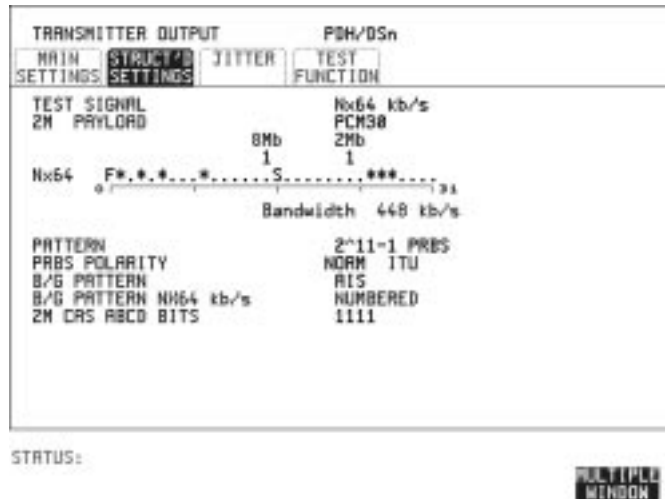 TRANSMITTER OUTPUT PDH/DSn
MAIN SETTINGS STRUCT'D SETTINGS JITTER TEST FUNCTION
TEST SIGNAL Nx64 kb/s
2M PAYLOAD PCM30
8Mb 2Mb
1 1
Nx64 F*.*.*...*......S........***....
0 31
Bandwidth 448 kb/s
PATTERN 2^11-1 PRBS
PRBS POLARITY NORM ITU
B/G PATTERN AIS
B/G PATTERN NX64 kb/s NUMBERED
2M CAS ABCD BITS 1111
STATUS:
MULTIPLE
WINDOW